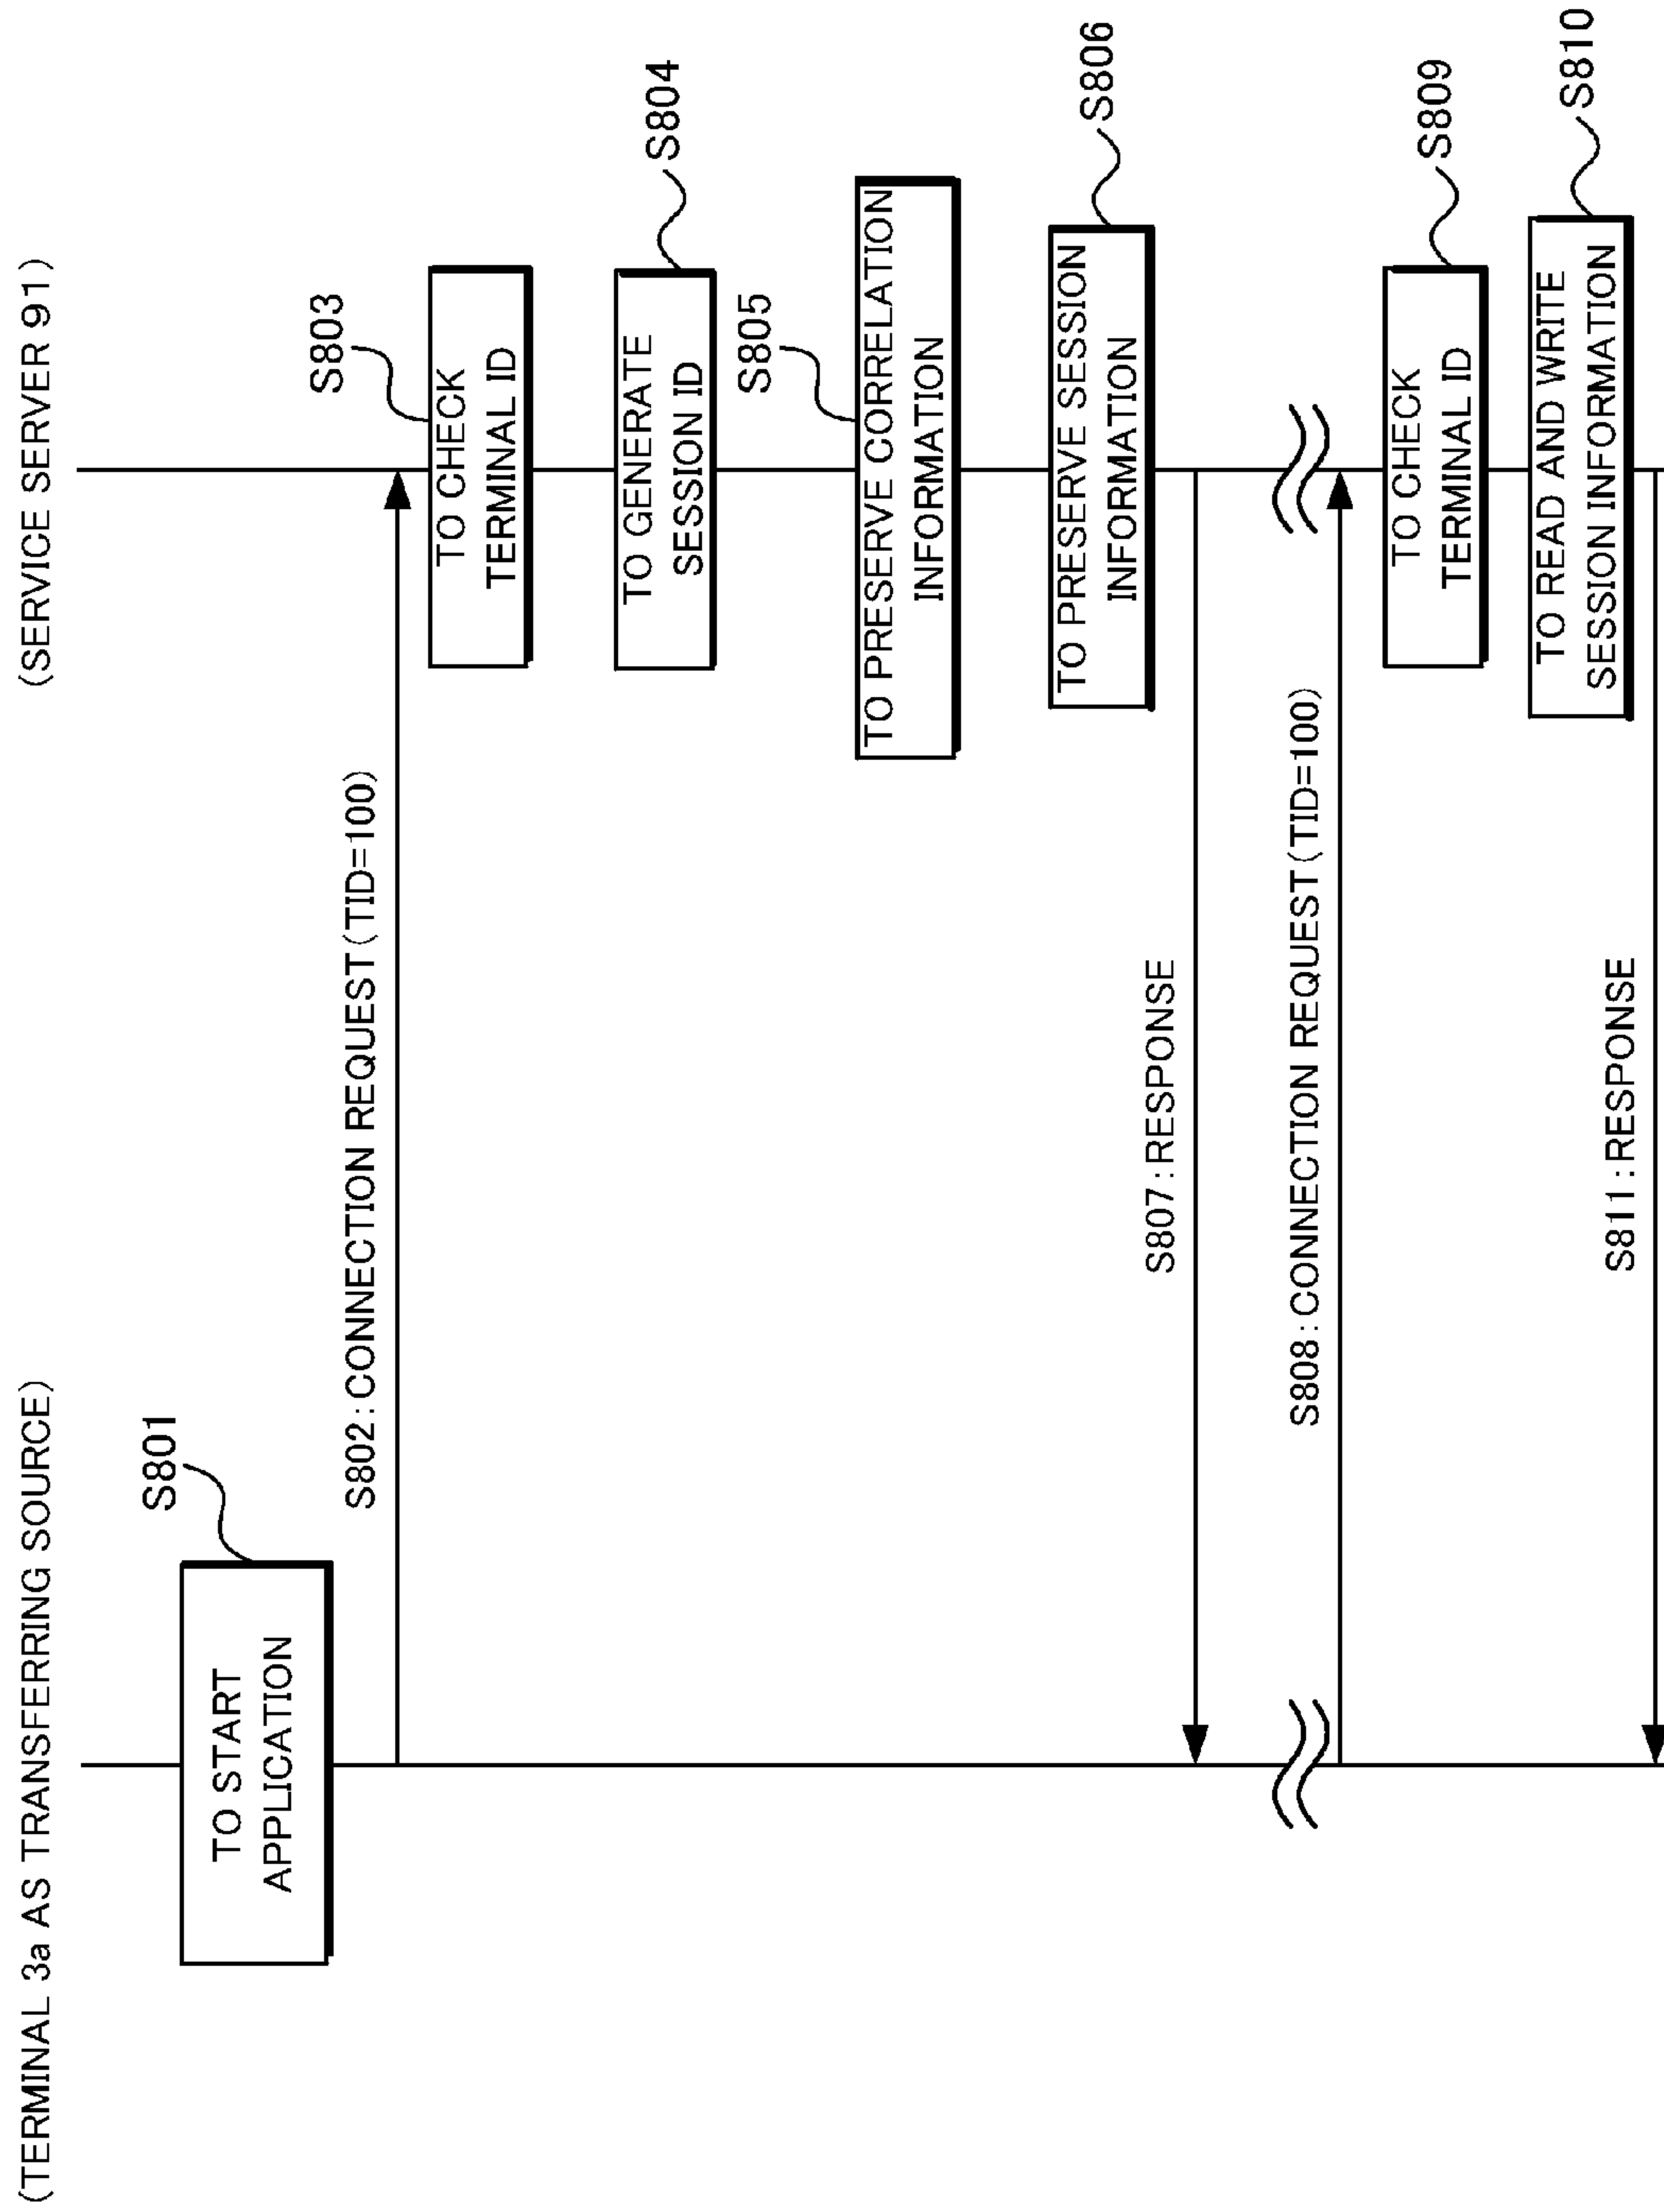 (TERMINAL 3a AS TRANSFERRING SOURCE)
(SERVICE SERVER 91)
S801
TO START
APPLICATION
S802:CONNECTION REQUEST(TID=100)
S803
TO CHECK
TERMINAL ID
S804
TO GENERATE
SESSION ID
S805
TO PRESERVE CORRELATION
INFORMATION
S806
TO PRESERVE SESSION
INFORMATION
S807:RESPONSE
S808:CONNECTION REQUEST(TID=100)
S809
TO CHECK
TERMINAL ID
S810
TO READ AND WRITE
SESSION INFORMATION
S811:RESPONSE